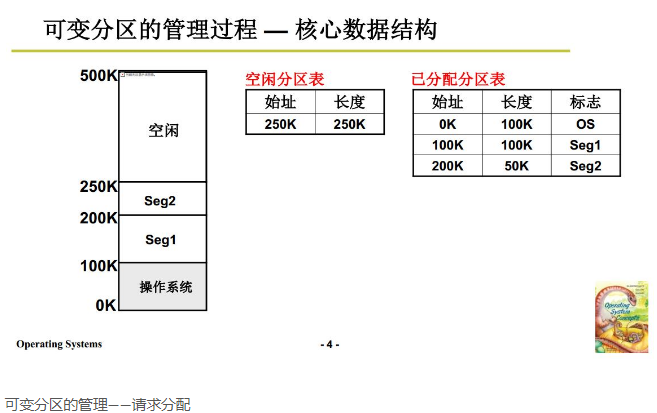 可变分区的管理过程 — 核心数据结构
500K
空闲
250K
Seg2
200K
Seg1
100K
操作系统
0K
空闲分区表
始址 长度
250K 250K
已分配分区表
始址 长度 标志
0K 100K OS
100K 100K Seg1
200K 50K Seg2
Operating
System
Concepts
Operating Systems
- 4 -
可变分区的管理——请求分配